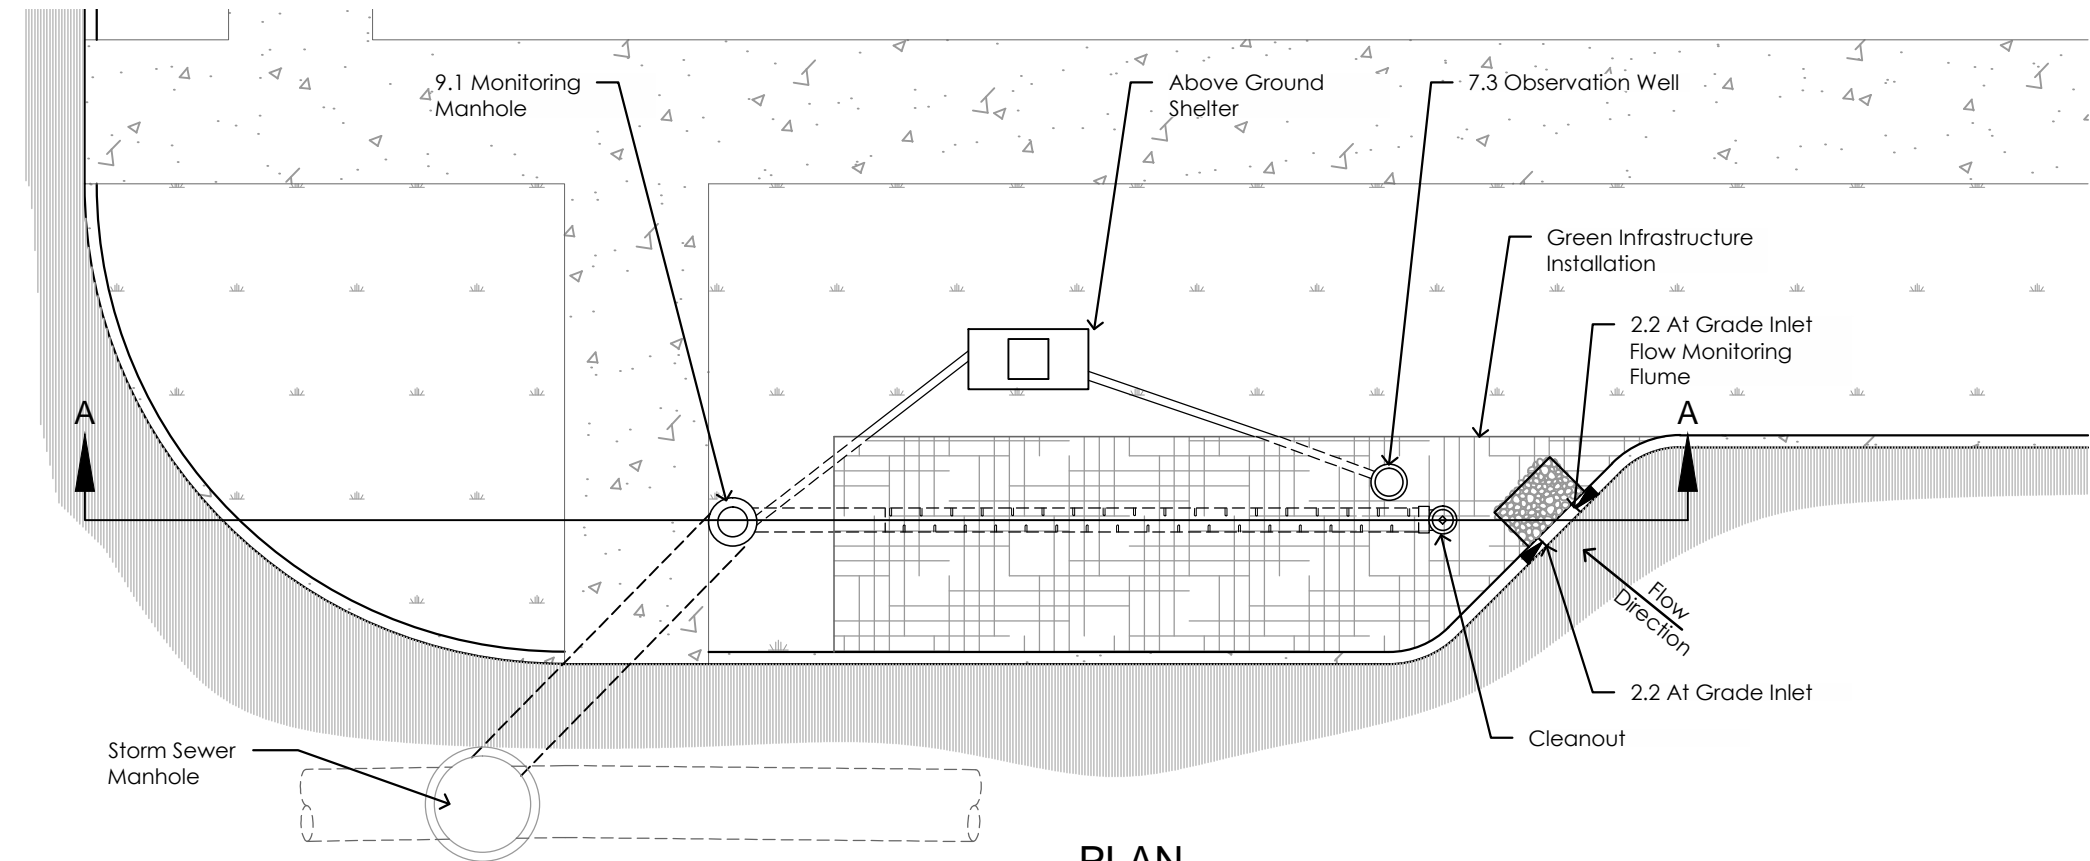 9.1 Monitoring
Manhole
Above Ground
Shelter
7.3 Observation Well
Green Infrastructure
Installation
2.2 At Grade Inlet
Flow Monitoring
Flume
A
A
Flow
Direction
2.2 At Grade Inlet
Cleanout
Storm Sewer
Manhole
PLAN